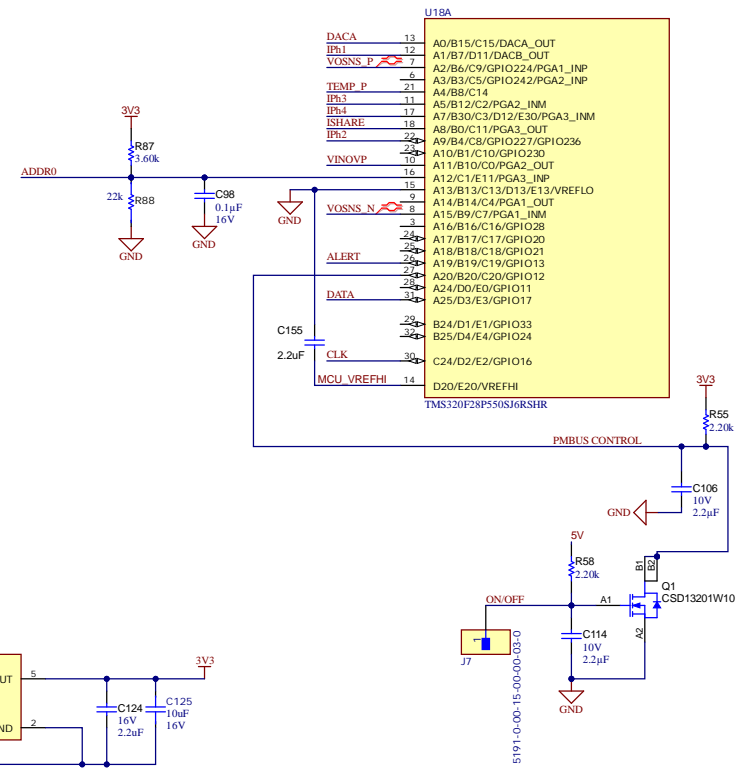 U18A
DACA 13 A0/B15/C15/DACA_OUT
IPh1 12 A1/B7/D11/DACB_OUT
VOSNS_P 7 A2/B6/C9/GPIO224/PGA1_INP
6 A3/B3/C5/GPIO242/PGA2_INP
TEMP_P 21 A4/B8/C14
IPh3 11 A5/B12/C2/PGA2_INM
IPh4 17 A7/B30/C3/D12/E30/PGA3_INM
ISHARE 18 A8/B0/C11/PGA3_OUT
IPh2 22 A9/B4/C8/GPIO227/GPIO236
23 A10/B1/C10/GPIO230
VINOVP 10 A11/B10/C0/PGA2_OUT
16 A12/C1/E11/PGA3_INP
15 A13/B13/C13/D13/E13/VREFLO
9 A14/B14/C4/PGA1_OUT
VOSNS_N 8 A15/B9/C7/PGA1_INM
3 A16/B16/C16/GPIO28
24 A17/B17/C17/GPIO20
25 A18/B18/C18/GPIO21
ALERT 26 A19/B19/C19/GPIO13
27 A20/B20/C20/GPIO12
28 A24/D0/E0/GPIO11
DATA 31 A25/D3/E3/GPIO17
29 B24/D1/E1/GPIO33
32 B25/D4/E4/GPIO24
CLK 30 C24/D2/E2/GPIO16
MCU_VREFHI 14 D20/E20/VREFHI
TMS320F28P550SJ6RSHR
3V3
R87
3.60k
ADDR0
22k R88
C98
0.1µF
16V
GND
GND
GND
C155
2.2uF
3V3
R55
2.20k
PMBUS CONTROL
C106
10V
2.2µF
GND
5V
R58
2.20k
B1
B2
Q1
CSD13201W10
ON/OFF
A1
A2
1
J7
5191-0-00-15-00-00-03-0
C114
10V
2.2µF
GND
3V3
UT 5
C124
16V
2.2uF
C125
10uF
16V
ND 2